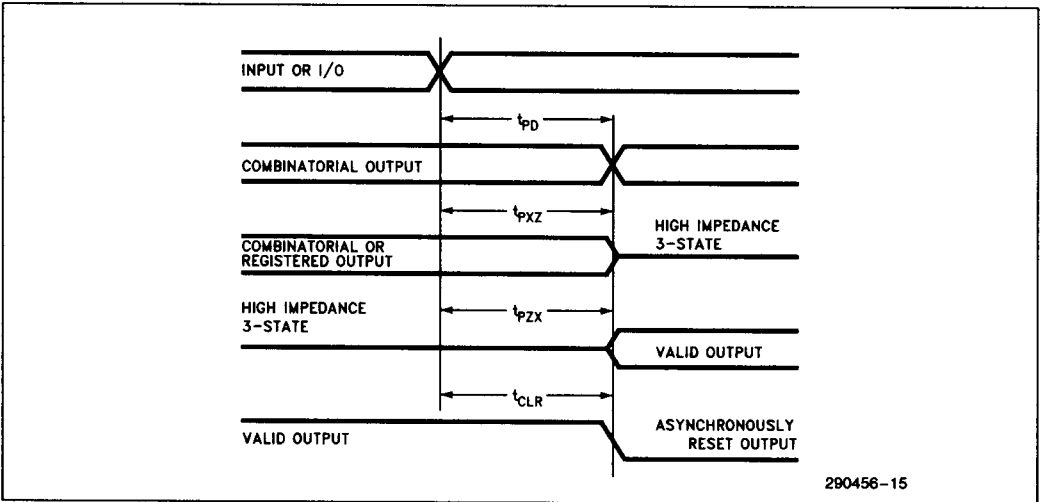 INPUT OR I/O
tPD
COMBINATORIAL OUTPUT
tPXZ
HIGH IMPEDANCE
3-STATE
COMBINATORIAL OR
REGISTERED OUTPUT
HIGH IMPEDANCE
3-STATE
tPZX
VALID OUTPUT
tCLR
VALID OUTPUT
ASYNCHRONOUSLY
RESET OUTPUT
290456-15